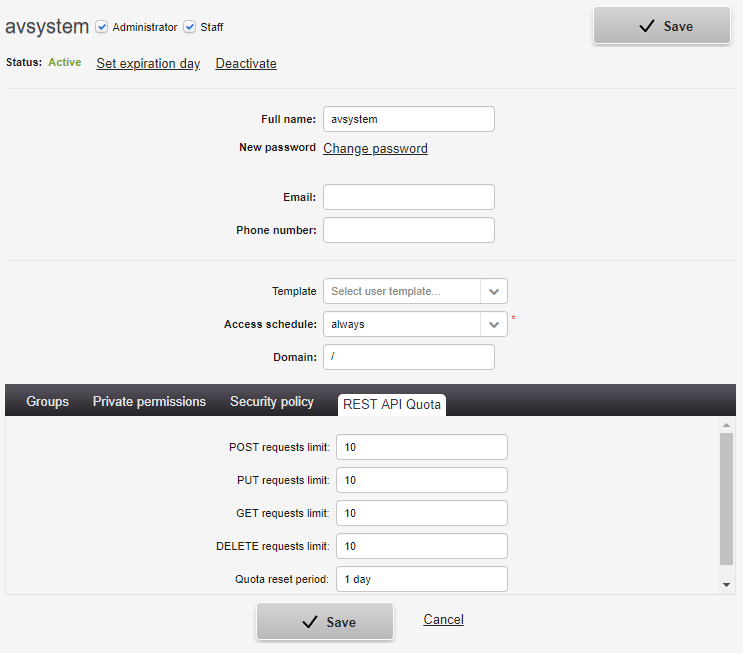 avsystem Administrator Staff Save
Status: Active Set expiration day Deactivate
Full name: avsystem
New password Change password
Email:
Phone number:
Template Select user template...
Access schedule: always *
Domain: /
Groups Private permissions Security policy REST API Quota
POST requests limit: 10
PUT requests limit: 10
GET requests limit: 10
DELETE requests limit: 10
Quota reset period: 1 day
Save Cancel